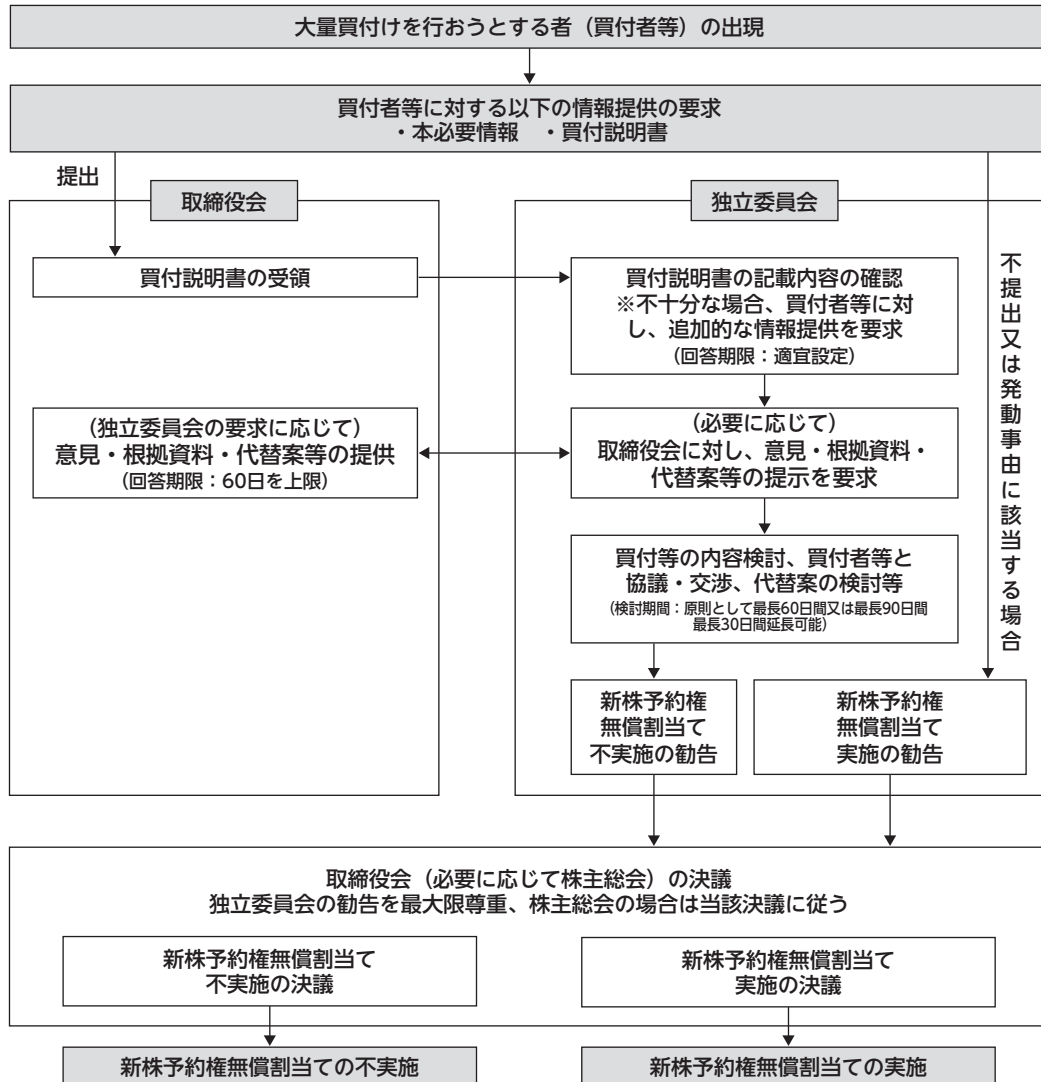 大量買付けを行おうとする者（買付者等）の出現
買付者等に対する以下の情報提供の要求
・本必要情報　・買付説明書
提出
取締役会
買付説明書の受領
（独立委員会の要求に応じて）
意見・根拠資料・代替案等の提供
（回答期限：60日を上限）
独立委員会
買付説明書の記載内容の確認
※不十分な場合、買付者等に対
し、追加的な情報提供を要求
（回答期限：適宜設定）
（必要に応じて）
取締役会に対し、意見・根拠資料・
代替案等の提示を要求
買付等の内容検討、買付者等と
協議・交渉、代替案の検討等
（検討期間：原則として最長60日間又は最長90日間
最長30日間延長可能）
不提出又は発動事由に該当する場合
新株予約権
無償割当て
不実施の勧告
新株予約権
無償割当て
実施の勧告
取締役会（必要に応じて株主総会）の決議
独立委員会の勧告を最大限尊重、株主総会の場合は当該決議に従う
新株予約権無償割当て
不実施の決議
新株予約権無償割当て
実施の決議
新株予約権無償割当ての不実施
新株予約権無償割当ての実施